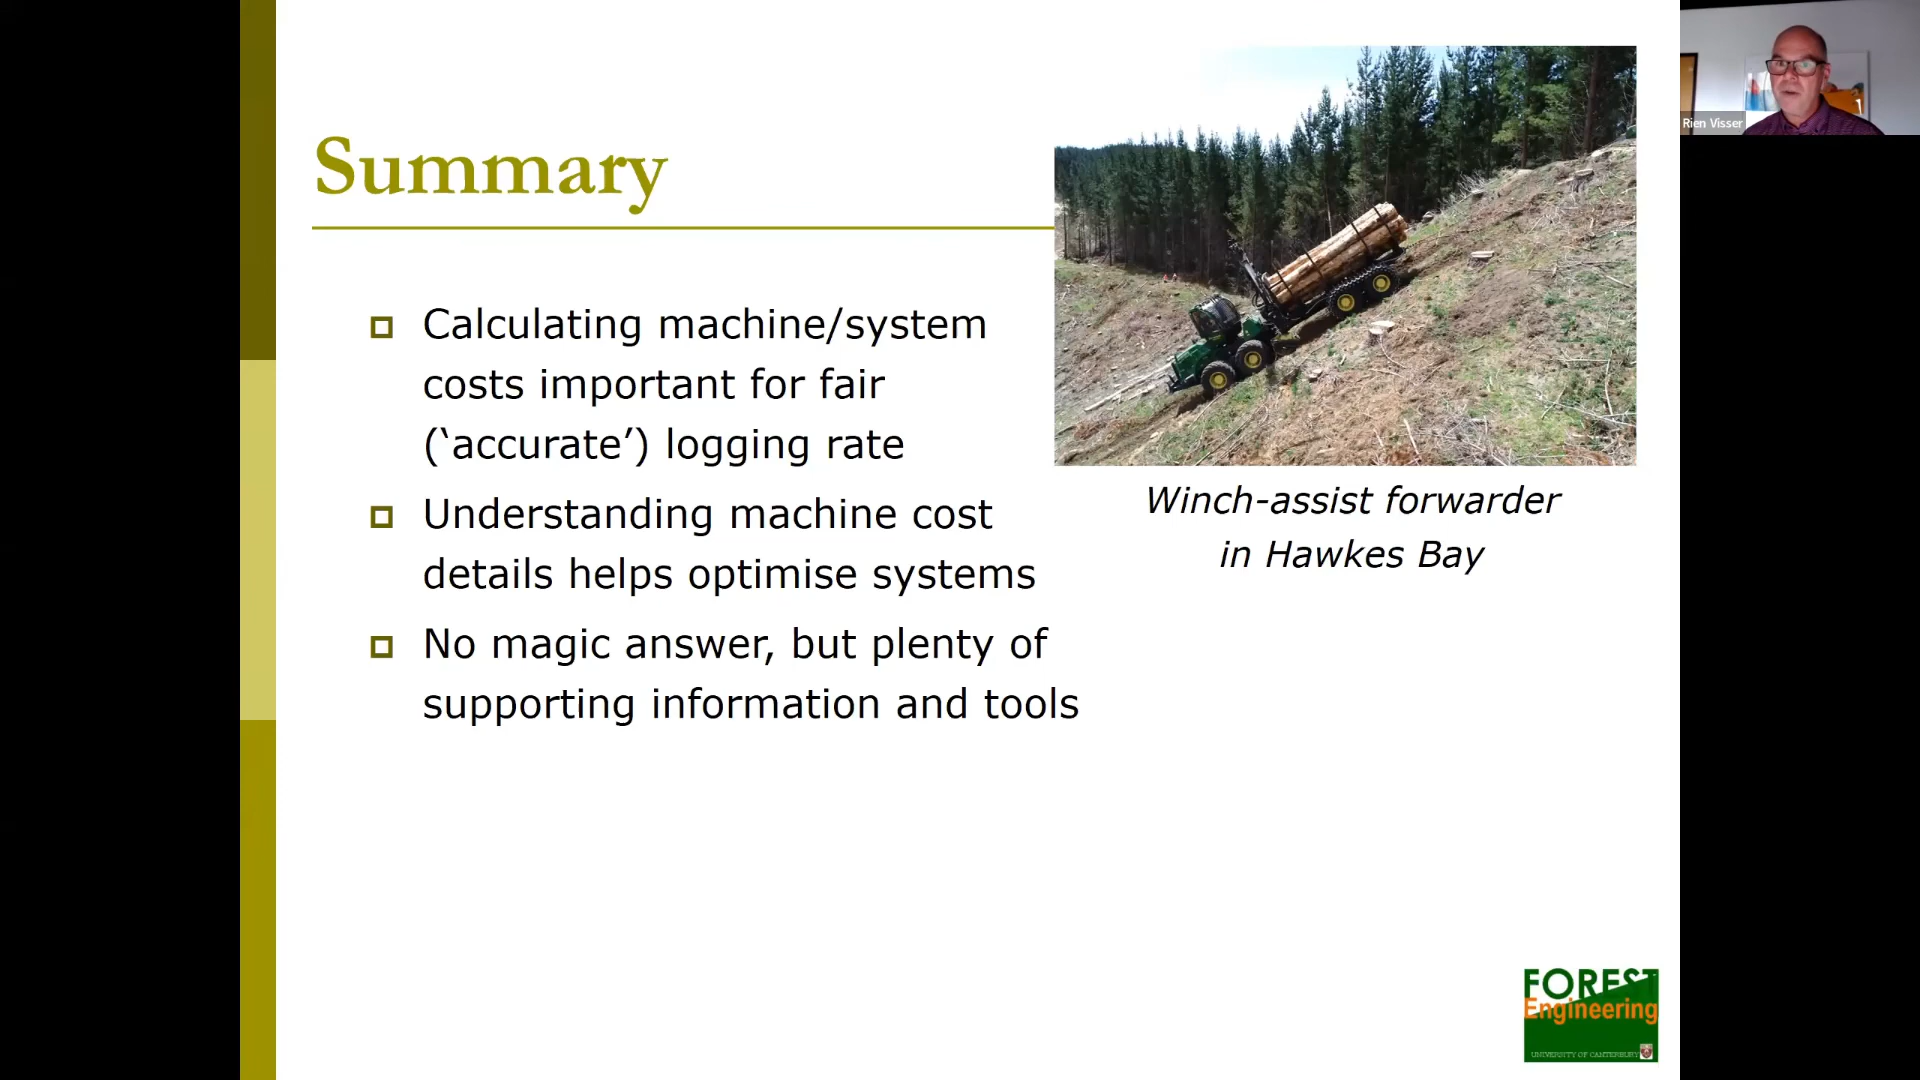 Summary
Calculating machine/system
costs important for fair
(‘accurate’) logging rate
Understanding machine cost
details helps optimise systems
No magic answer, but plenty of
supporting information and tools
Winch-assist forwarder
in Hawkes Bay
Rien Visser
FOREST
Engineering
UNIVERSITY OF CANTERBURY